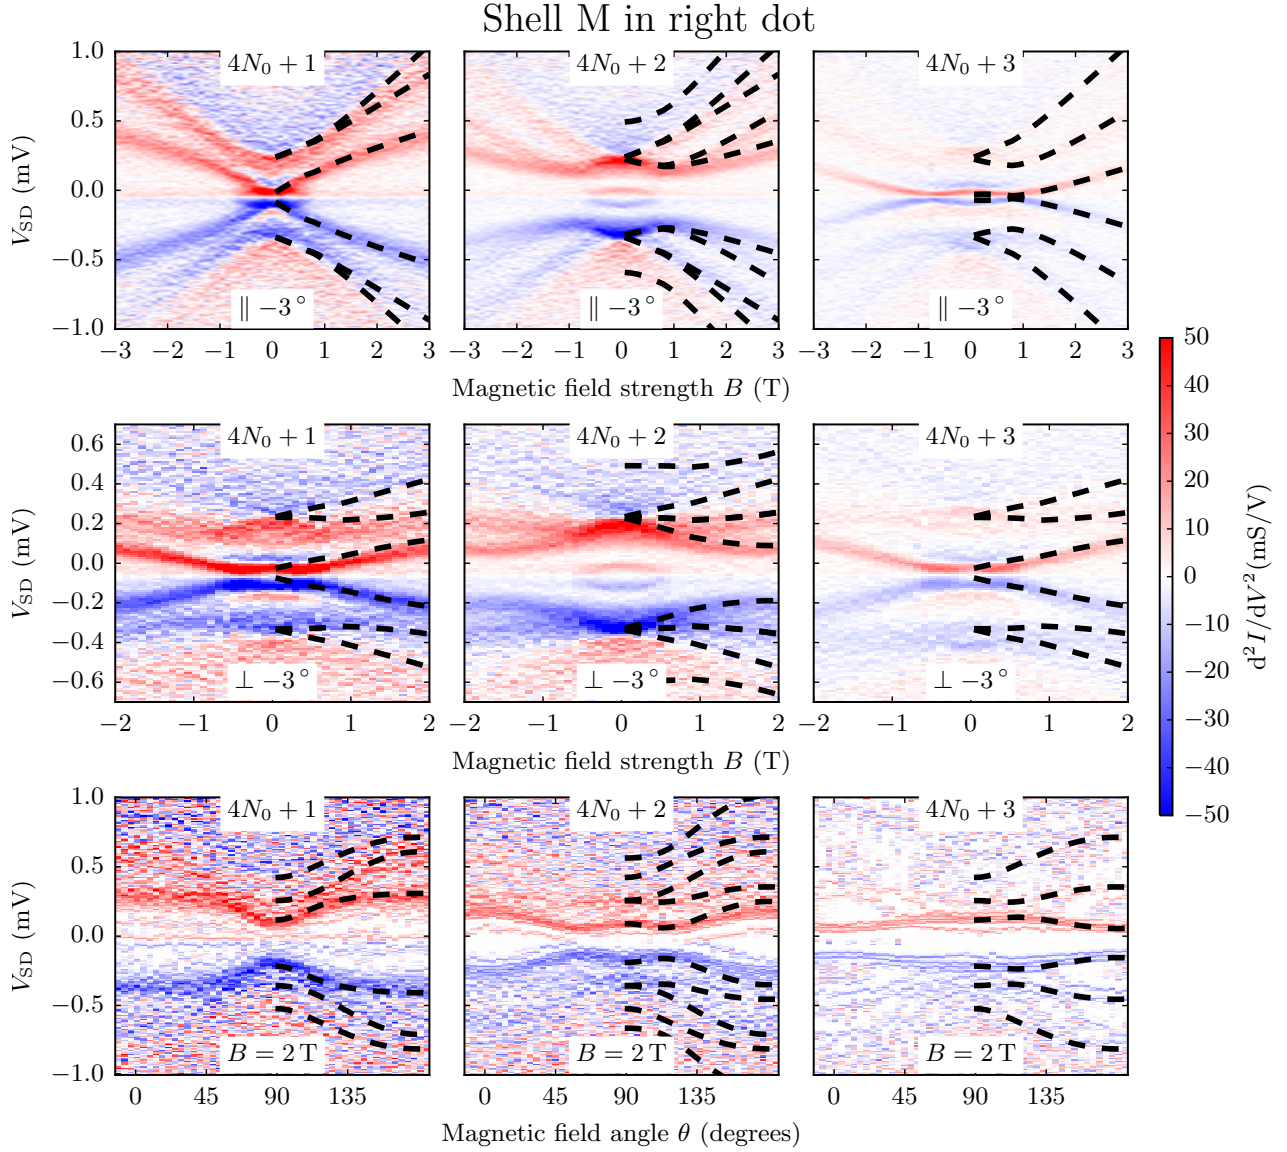 Shell M in right dot
4N₀ + 1
4N₀ + 2
4N₀ + 3
V_SD (mV)
1.0
0.5
0.0
−0.5
−1.0
∥ −3°
∥ −3°
∥ −3°
−3 −2 −1 0 1 2 3
−3 −2 −1 0 1 2 3
−3 −2 −1 0 1 2 3
Magnetic field strength B (T)
4N₀ + 1
4N₀ + 2
4N₀ + 3
V_SD (mV)
0.6
0.4
0.2
0.0
−0.2
−0.4
−0.6
⊥ −3°
⊥ −3°
⊥ −3°
−2 −1 0 1 2
−2 −1 0 1 2
−2 −1 0 1 2
Magnetic field strength B (T)
4N₀ + 1
4N₀ + 2
4N₀ + 3
V_SD (mV)
1.0
0.5
0.0
−0.5
−1.0
B = 2 T
B = 2 T
B = 2 T
0 45 90 135
0 45 90 135
0 45 90 135
Magnetic field angle θ (degrees)
50
40
30
20
10
0
−10
−20
−30
−40
−50
d²I/dV² (mS/V)